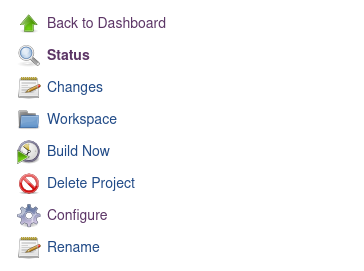 Back to Dashboard
Status
Changes
Workspace
Build Now
Delete Project
Configure
Rename